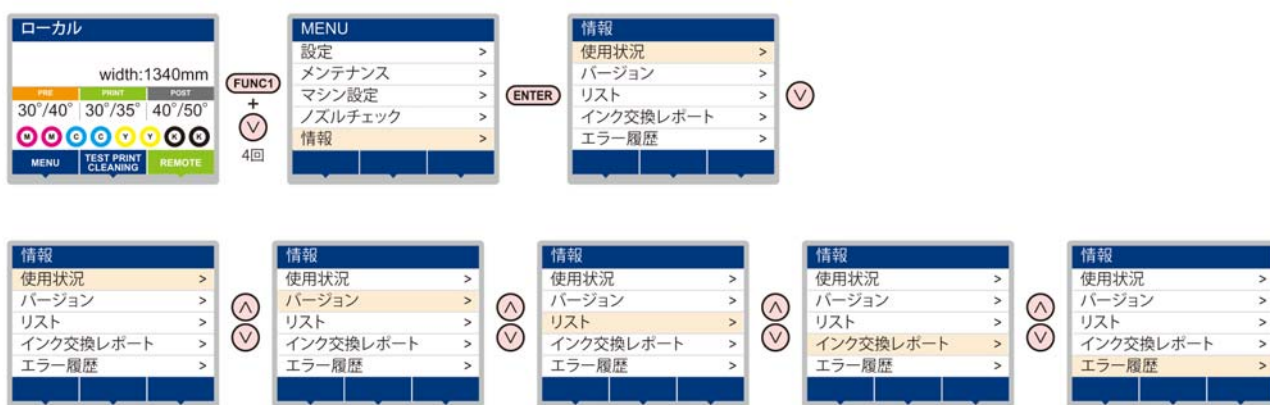 ローカル
width:1340mm
PRE PRINT POST
30°/40° 30°/35° 40°/50°
M M C C Y Y K K
MENU TEST PRINT CLEANING REMOTE
FUNC1
+
4回
MENU
設定 >
メンテナンス >
マシン設定 >
ノズルチェック >
情報 >
ENTER
情報
使用状況 >
バージョン >
リスト >
インク交換レポート >
エラー履歴 >
情報
使用状況 >
バージョン >
リスト >
インク交換レポート >
エラー履歴 >
情報
使用状況 >
バージョン >
リスト >
インク交換レポート >
エラー履歴 >
情報
使用状況 >
バージョン >
リスト >
インク交換レポート >
エラー履歴 >
情報
使用状況 >
バージョン >
リスト >
インク交換レポート >
エラー履歴 >
情報
使用状況 >
バージョン >
リスト >
インク交換レポート >
エラー履歴 >